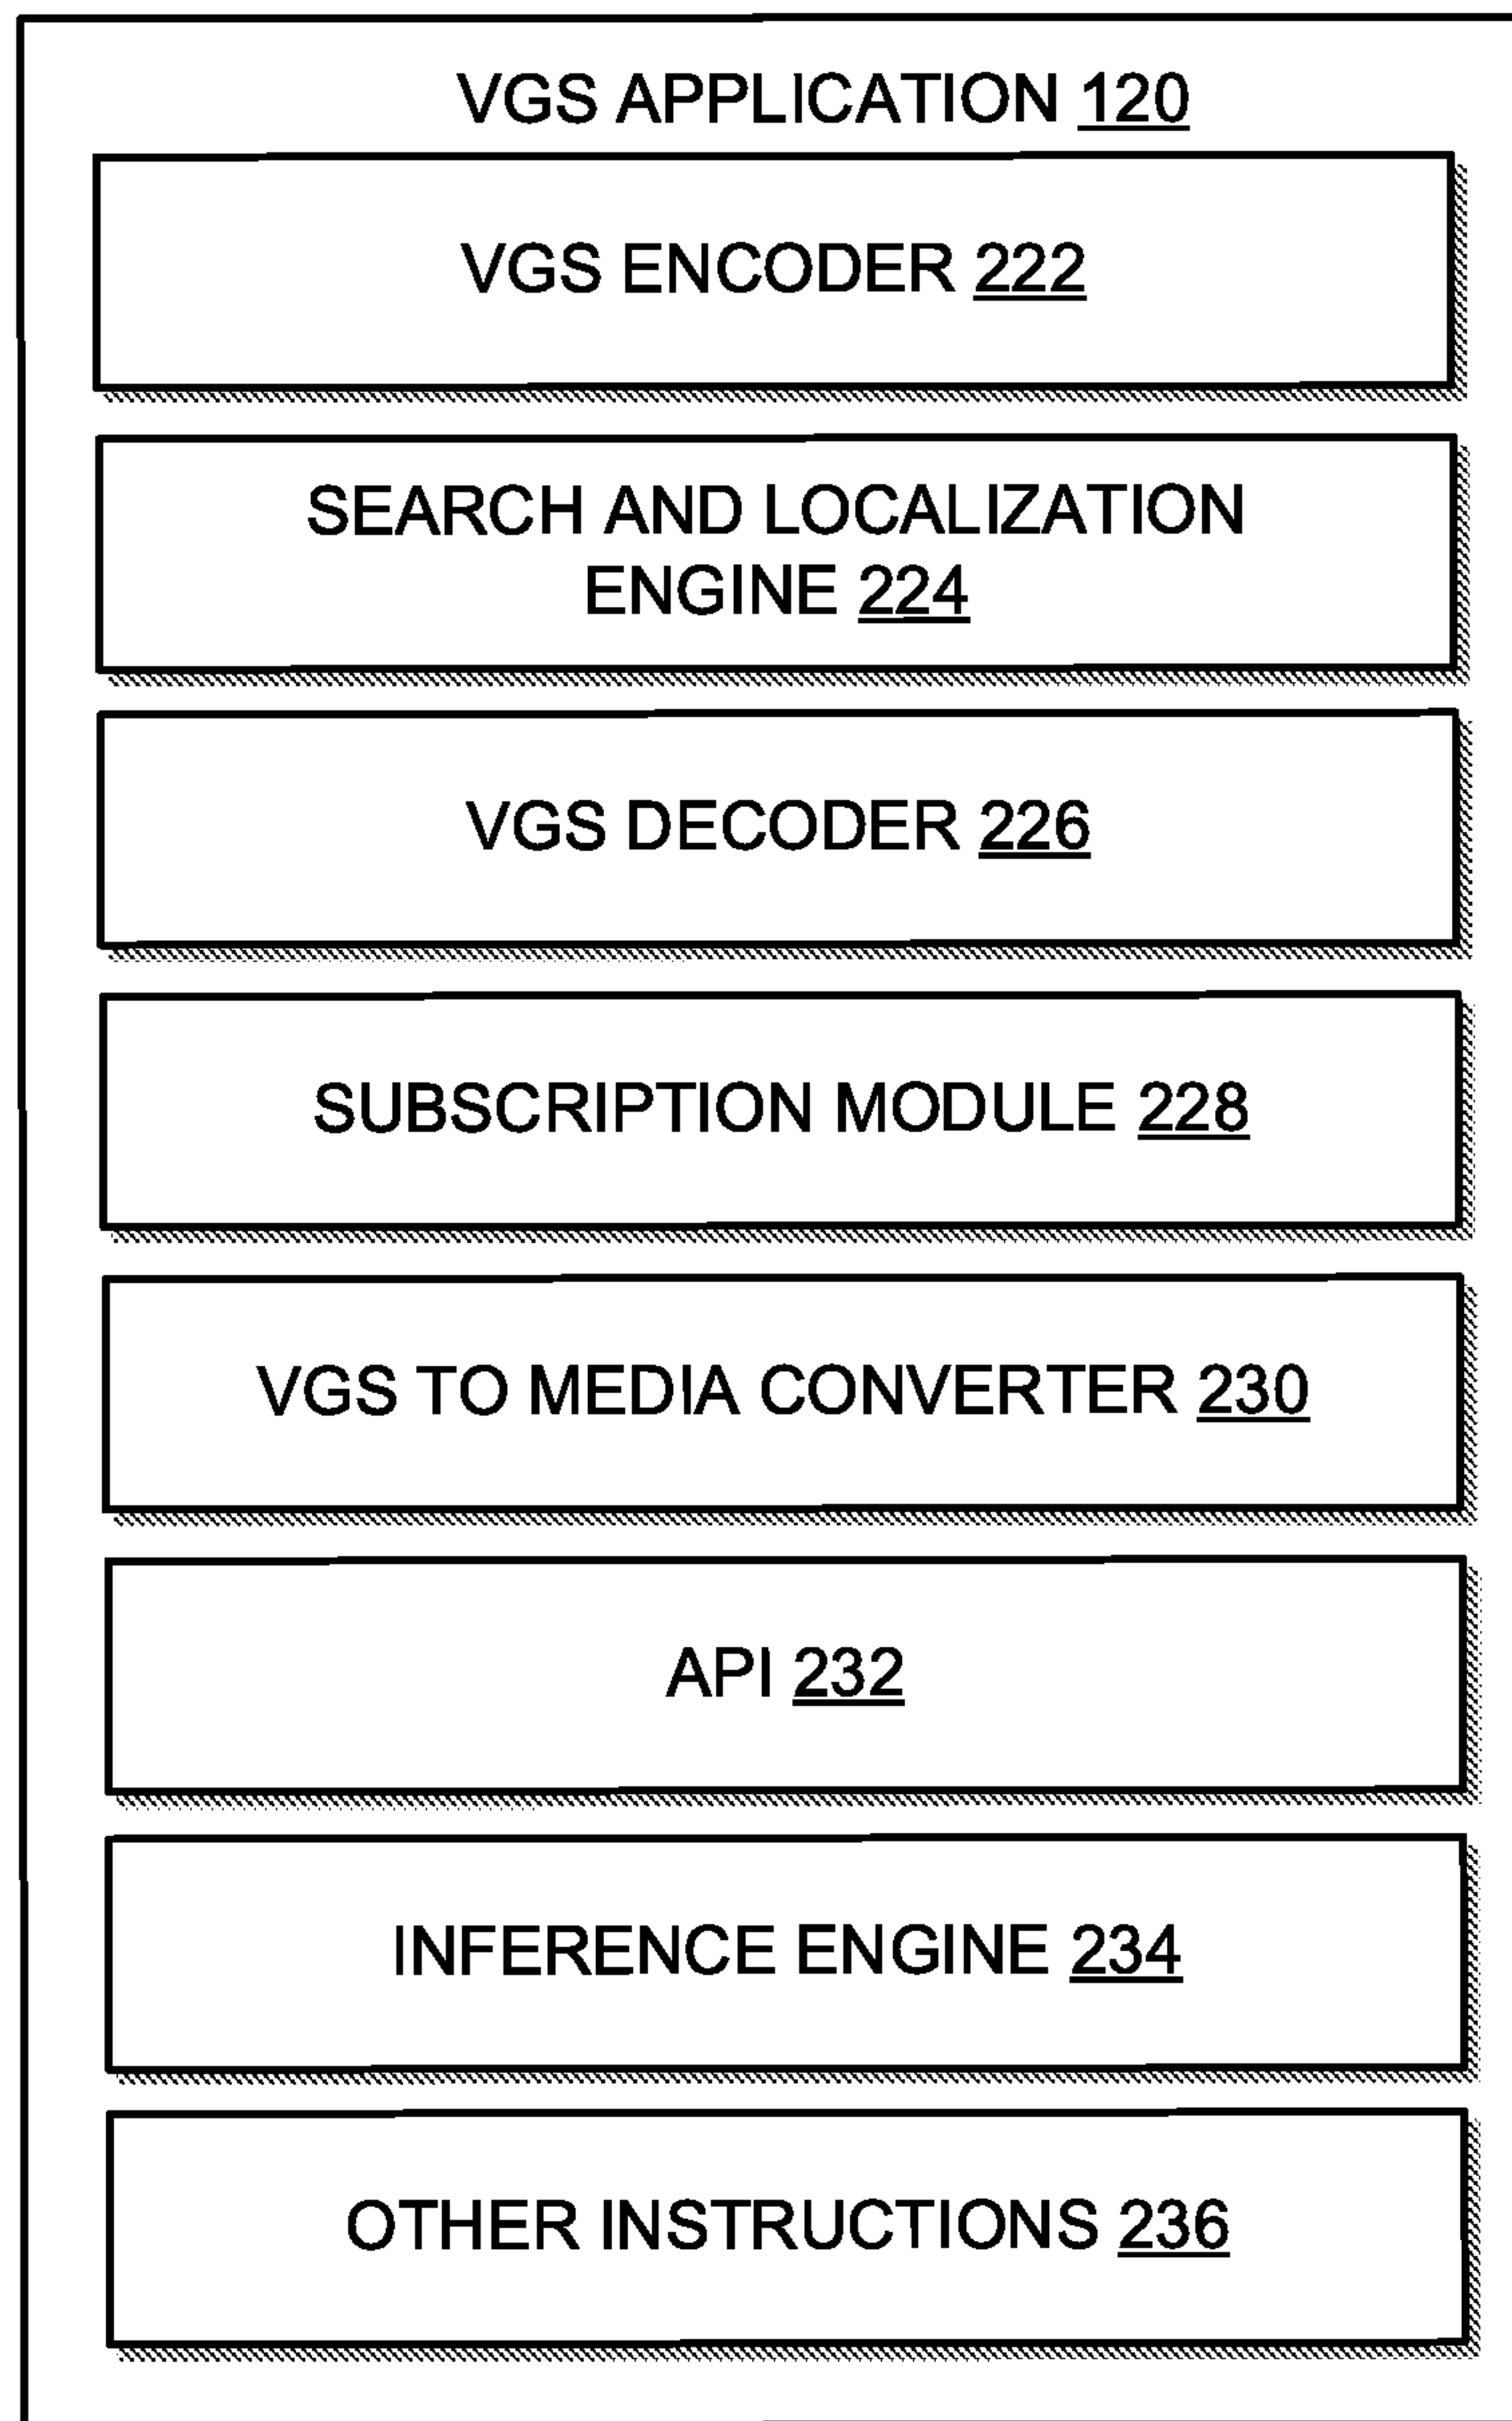 VGS APPLICATION 120
VGS ENCODER 222
SEARCH AND LOCALIZATION
ENGINE 224
VGS DECODER 226
SUBSCRIPTION MODULE 228
VGS TO MEDIA CONVERTER 230
API 232
INFERENCE ENGINE 234
OTHER INSTRUCTIONS 236